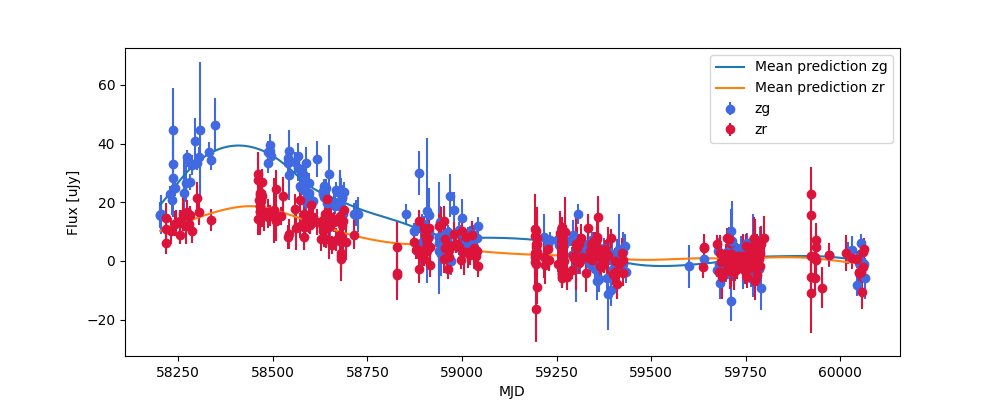 Mean prediction zg
Mean prediction zr
zg
zr
60
40
20
0
−20
Flux [uJy]
58250 58500 58750 59000 59250 59500 59750 60000
MJD